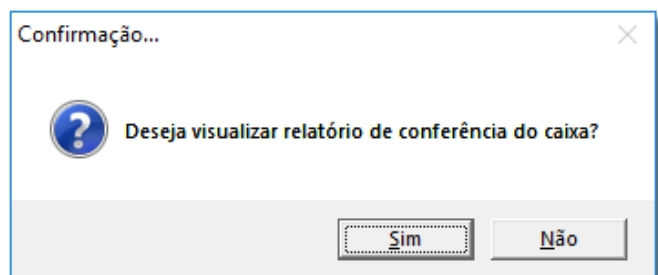 Confirmação...
Deseja visualizar relatório de conferência do caixa?
Sim Não